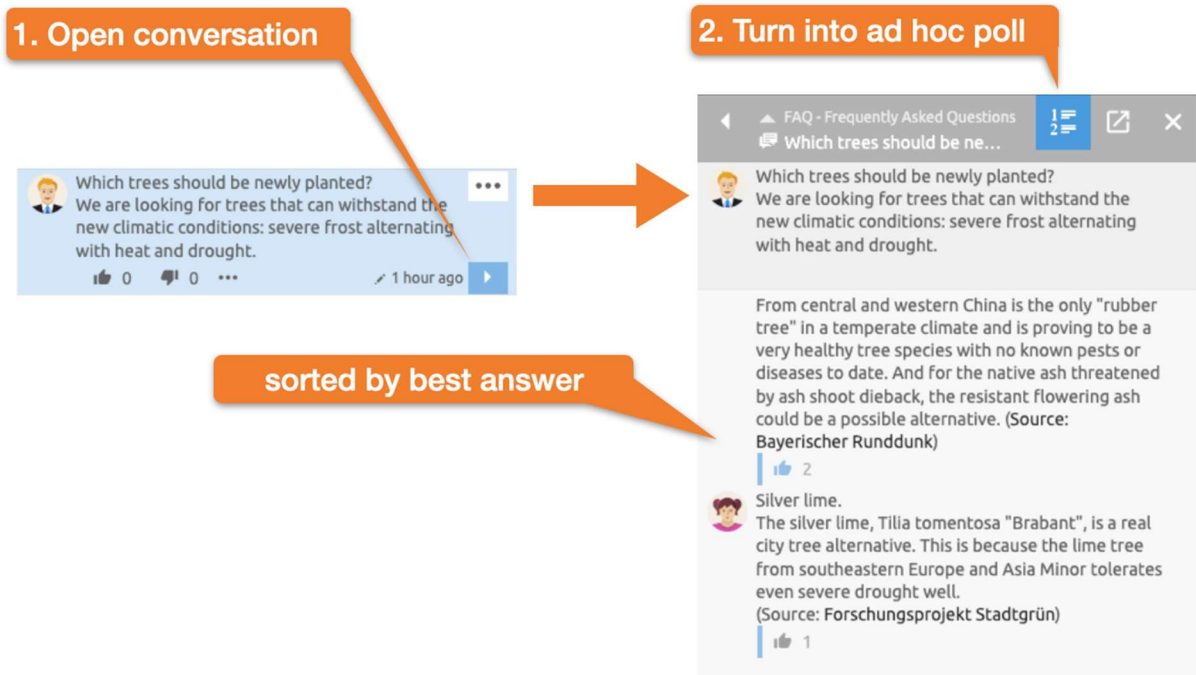 1. Open conversation
2. Turn into ad hoc poll
Which trees should be newly planted?
We are looking for trees that can withstand the
new climatic conditions: severe frost alternating
with heat and drought.
0 0 1 hour ago
FAQ - Frequently Asked Questions
Which trees should be ne...
1
2
Which trees should be newly planted?
We are looking for trees that can withstand the
new climatic conditions: severe frost alternating
with heat and drought.
sorted by best answer
From central and western China is the only "rubber
tree" in a temperate climate and is proving to be a
very healthy tree species with no known pests or
diseases to date. And for the native ash threatened
by ash shoot dieback, the resistant flowering ash
could be a possible alternative. (Source:
Bayerischer Runddunk)
2
Silver lime.
The silver lime, Tilia tomentosa "Brabant", is a real
city tree alternative. This is because the lime tree
from southeastern Europe and Asia Minor tolerates
even severe drought well.
(Source: Forschungsprojekt Stadtgrün)
1